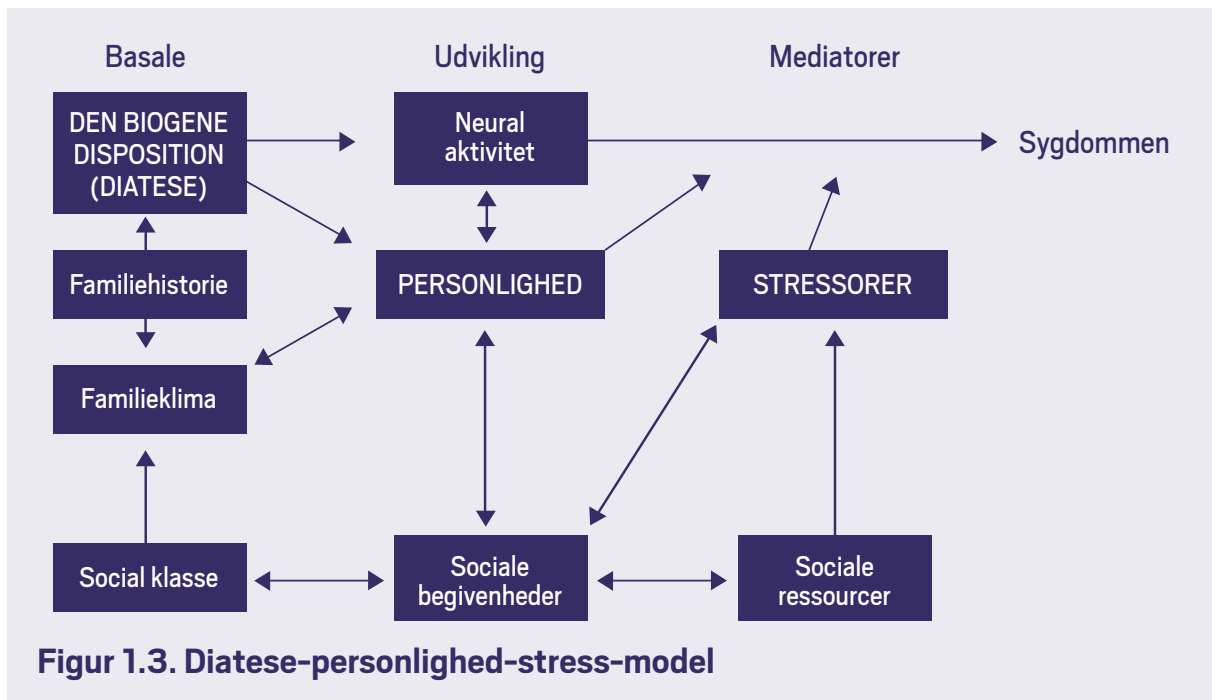 Basale
Udvikling
Mediatorer
DEN BIOGENE
DISPOSITION
(DIATESE)
Neural
aktivitet
Sygdommen
Familiehistorie
PERSONLIGHED
STRESSORER
Familieklima
Social klasse
Sociale
begivenheder
Sociale
ressourcer
Figur 1.3. Diatese-personlighed-stress-model